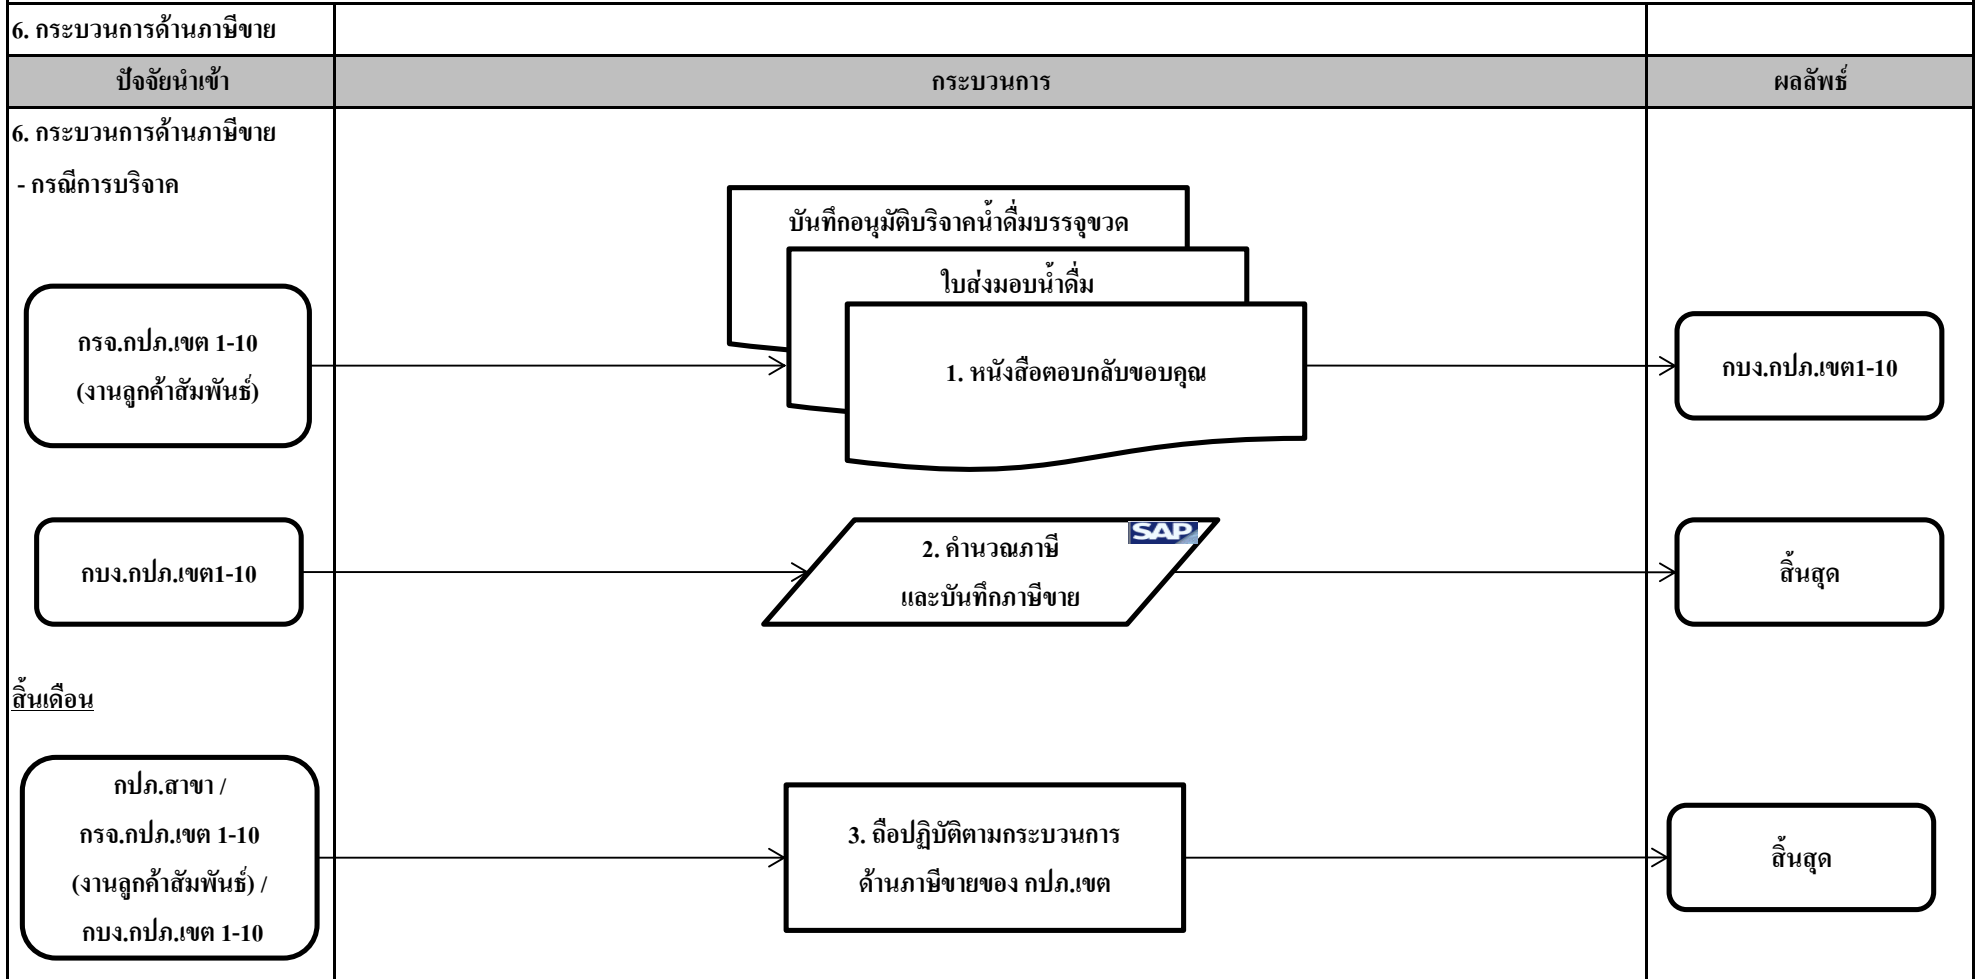 6. กระบวนการด้านภาษีขาย
ปัจจัยนำเข้า
กระบวนการ
ผลลัพธ์
6. กระบวนการด้านภาษีขาย
- กรณีการบริจาค
บันทึกอนุมัติบริจาคน้ำดื่มบรรจุขวด
ใบส่งมอบน้ำดื่ม
กรจ.กปภ.เขต 1-10
(งานลูกค้าสัมพันธ์)
1. หนังสือตอบกลับขอบคุณ
กบง.กปภ.เขต1-10
กบง.กปภ.เขต1-10
2. คำนวณภาษี
และบันทึกภาษีขาย
SAP
สิ้นสุด
สิ้นเดือน
กปภ.สาขา /
กรจ.กปภ.เขต 1-10
(งานลูกค้าสัมพันธ์) /
กบง.กปภ.เขต 1-10
3. ถือปฏิบัติตามกระบวนการ
ด้านภาษีขายของ กปภ.เขต
สิ้นสุด